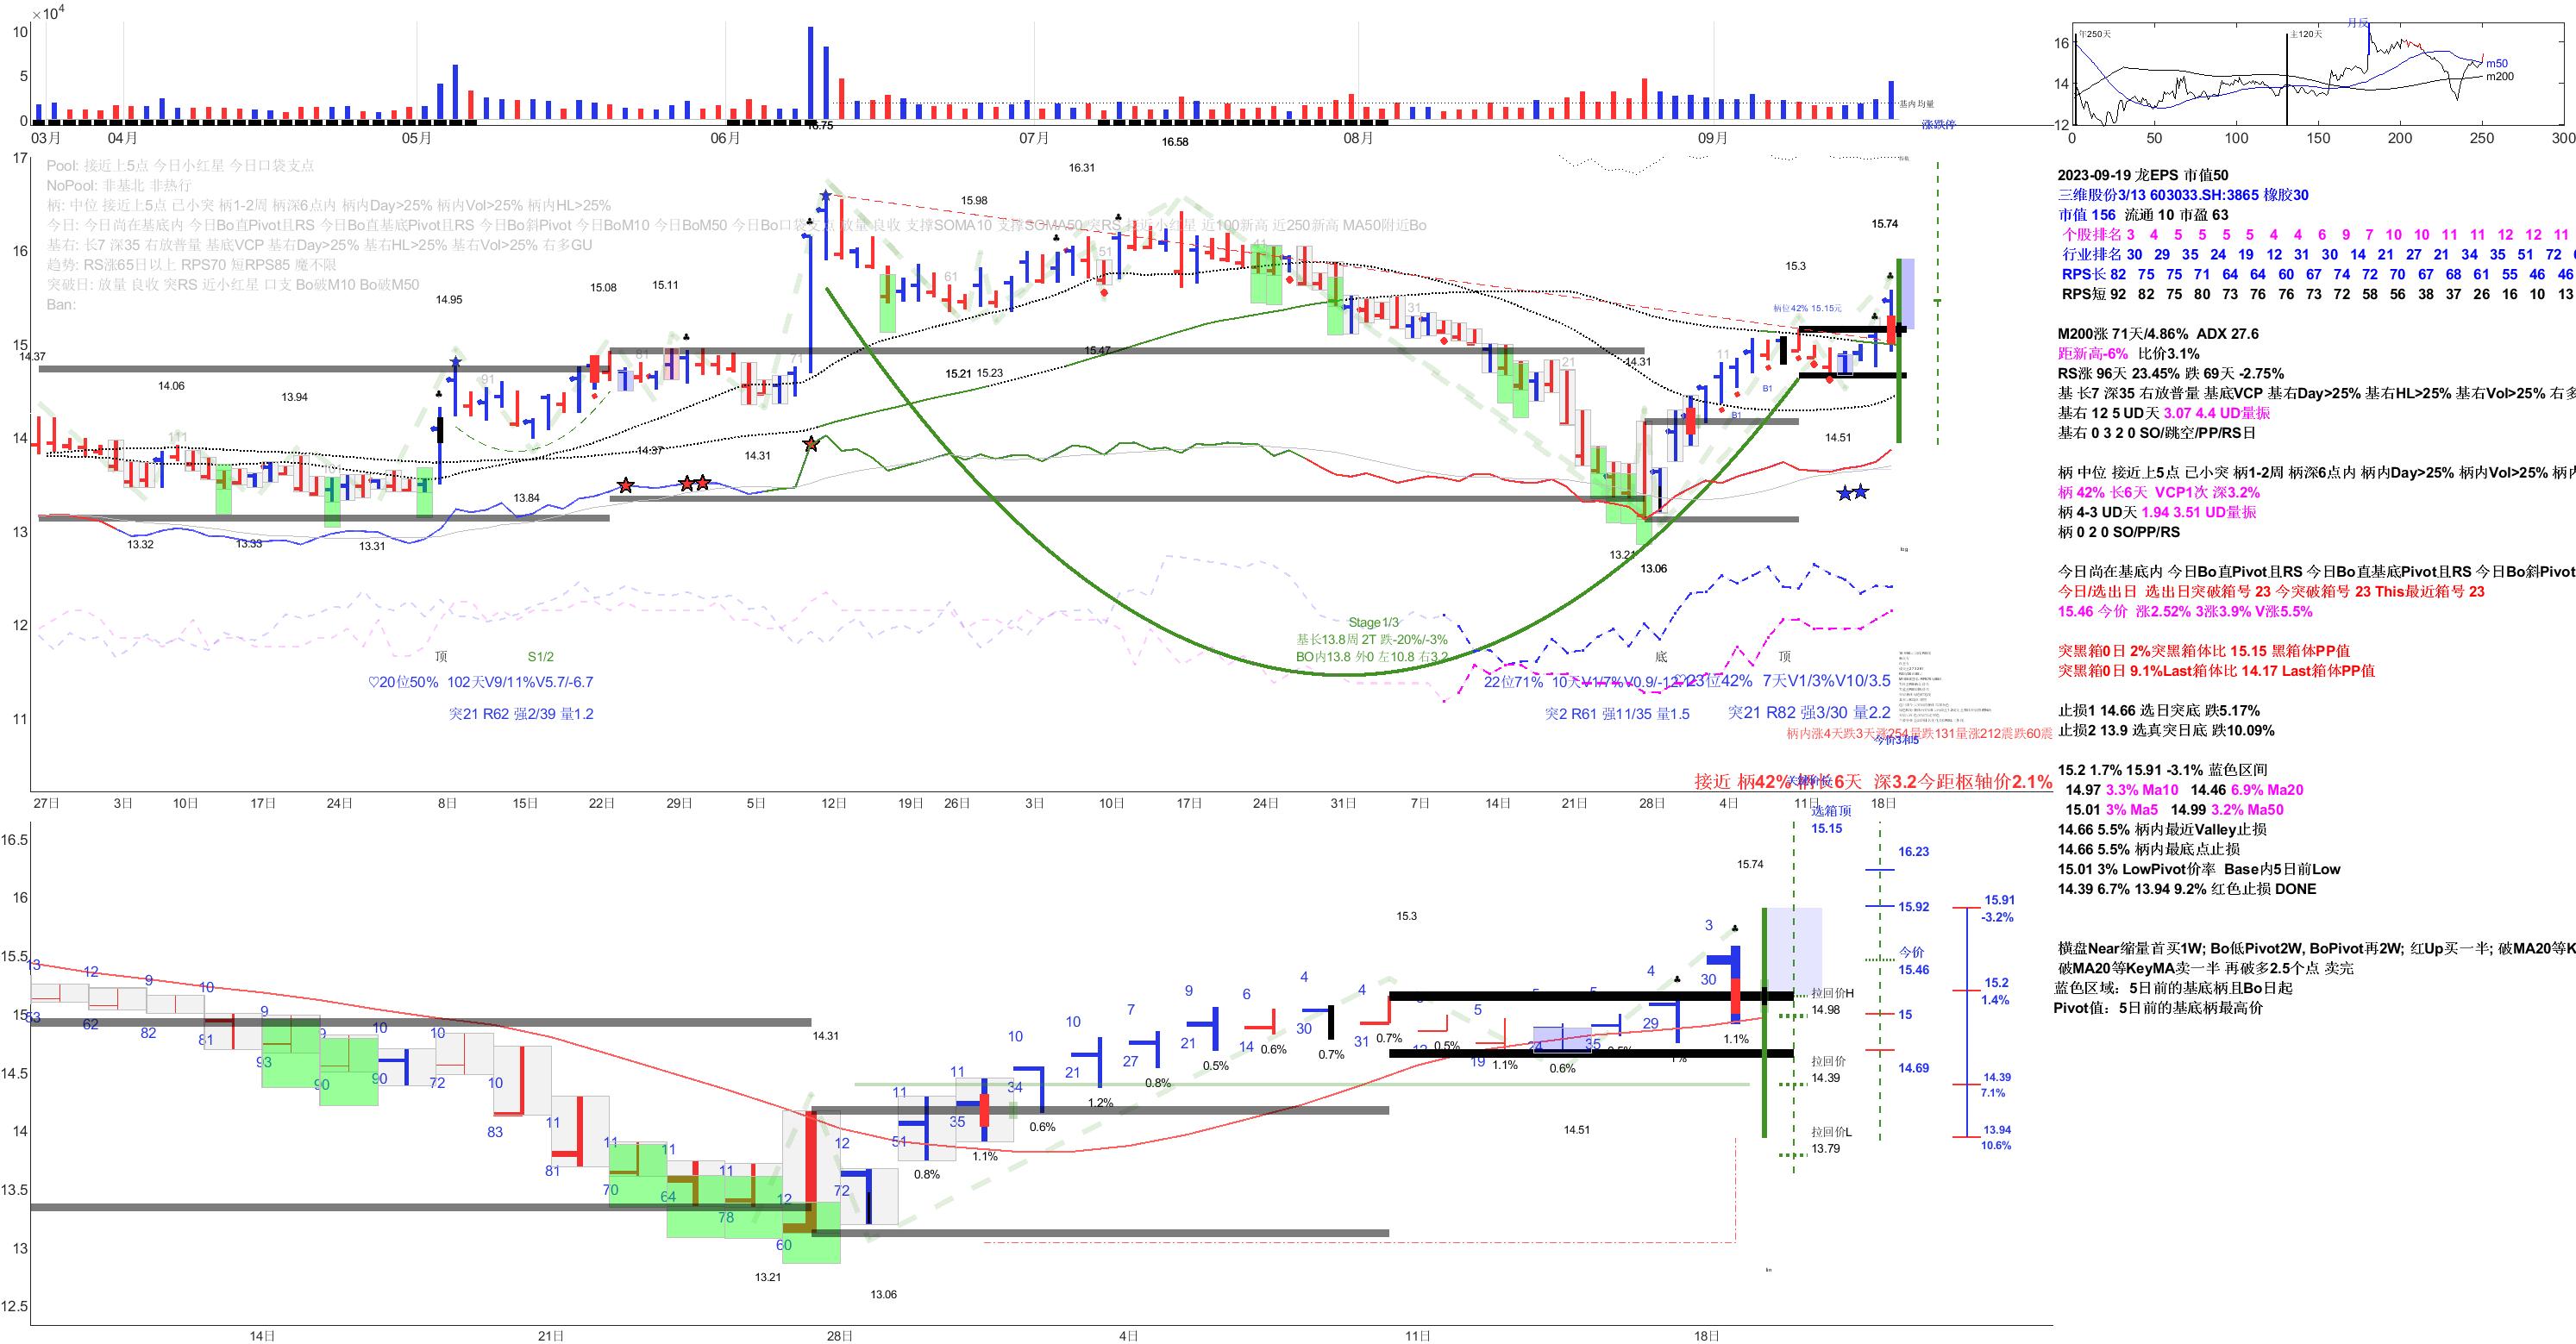 ×10⁴
10
5
0
03月 04月 05月 06月 07月 08月 09月
16.75
16.58
基内均量
涨跌停
17
16
15
14
13
12
11
Pool: 接近上5点 今日小红星 今日口袋支点
NoPool: 非基北 非热行
柄: 中位 接近上5点 己小突 柄1-2周 柄深6点内 柄内Day>25% 柄内Vol>25% 柄内HL>25%
今日: 今日尚在基底内 今日Bo直Pivot且RS 今日Bo直基底Pivot且RS 今日Bo斜Pivot 今日BoM10 今日BoM50 今日Bo口袋支点 放量 良收 支撑SOMA10 支撑SOMA50 突RS 接近小红星 近100新高 近250新高 MA50附近Bo
基右: 长7 深35 右放普量 基底VCP 基右Day>25% 基右HL>25% 基右Vol>25% 右多GU
趋势: RS涨65日以上 RPS70 短RPS85 魔不限
突破日: 放量 良收 突RS 近小红星 口支 Bo破M10 Bo破M50
Ban:
14.37
14.06
13.94
14.95
15.08
15.11
15.98
16.31
15.3
15.74
柄位42% 15.15元
111
101
91
81
71
61
51
41
31
21
11
15.47
15.21 15.23
14.31
14.37
14.31
13.84
13.32
13.33
13.31
14.51
13.21
13.06
B1
B1
Stage1/3
基长13.8周 2T 跌-20%/-3%
BO内13.8 外0 左10.8 右3.2
顶
S1/2
底
顶
♡20位50% 102天V9/11%V5.7/-6.7
突21 R62 强2/39 量1.2
22位71% 10天V1/7%V0.9/-12.12
突2 R61 强11/35 量1.5
♡23位42% 7天V1/3%V10/3.5
突21 R82 强3/30 量2.2
柄内涨4天跌3天涨254量跌131量涨212震跌60震
今价3和5
接近 柄42% 柄长6天 深3.2今距枢轴价2.1%
27日 3日 10日 17日 24日 8日 15日 22日 29日 5日 12日 19日 26日 3日 10日 17日 24日 31日 7日 14日 21日 28日 4日 11日 18日
16.5
16
15.5
15
14.5
14
13.5
13
12.5
13 12 9 10 9 9 10 10 10 11 11 11 11 12 12 11 11 34 10 7 9 6 4 4 5 4 3
53 62 82 81 93 90 90 72 83 81 70 64 78 60 72 51 35 10 21 27 21 14 30 31 19 35 29 30
0.8%
1.1%
0.6%
1.2%
0.8%
0.5%
0.6%
0.7%
0.7%
0.5%
1.1%
0.6%
1.1%
14.31
13.21
13.06
15.3
14.51
15.74
选箱顶
15.15
拉回价H
14.98
拉回价
14.39
拉回价L
13.79
16.23
15.92
今价
15.46
14.69
15.91
-3.2%
15.2
1.4%
15
14.39
7.1%
13.94
10.6%
14日 21日 28日 4日 11日 18日
16
14
12
0 50 100 150 200 250 300
年250天
主120天
月反
m50
m200
2023-09-19 龙EPS 市值50
三维股份3/13 603033.SH:3865 橡胶30
市值 156 流通 10 市盈 63
个股排名 3 4 5 5 5 5 4 4 6 9 7 10 10 11 11 12 12 11
行业排名 30 29 35 24 19 12 31 30 14 21 27 21 34 35 51 72
RPS长 82 75 75 71 64 64 60 67 74 72 70 67 68 61 55 46 46
RPS短 92 82 75 80 73 76 76 73 72 58 56 38 37 26 16 10 13
M200涨 71天/4.86% ADX 27.6
距新高-6% 比价3.1%
RS涨 96天 23.45% 跌 69天 -2.75%
基 长7 深35 右放普量 基底VCP 基右Day>25% 基右HL>25% 基右Vol>25% 右多
基右 12 5 UD天 3.07 4.4 UD量振
基右 0 3 2 0 SO/跳空/PP/RS日
柄 中位 接近上5点 己小突 柄1-2周 柄深6点内 柄内Day>25% 柄内Vol>25% 柄内
柄 42% 长6天 VCP1次 深3.2%
柄 4-3 UD天 1.94 3.51 UD量振
柄 0 2 0 SO/PP/RS
今日尚在基底内 今日Bo直Pivot且RS 今日Bo直基底Pivot且RS 今日Bo斜Pivot
今日/选出日 选出日突破箱号 23 今突破箱号 23 This最近箱号 23
15.46 今价 涨2.52% 3涨3.9% V涨5.5%
突黑箱0日 2%突黑箱体比 15.15 黑箱体PP值
突黑箱0日 9.1%Last箱体比 14.17 Last箱体PP值
止损1 14.66 选日突底 跌5.17%
止损2 13.9 选真突日底 跌10.09%
15.2 1.7% 15.91 -3.1% 蓝色区间
14.97 3.3% Ma10 14.46 6.9% Ma20
15.01 3% Ma5 14.99 3.2% Ma50
14.66 5.5% 柄内最近Valley止损
14.66 5.5% 柄内最底点止损
15.01 3% LowPivot价率 Base内5日前Low
14.39 6.7% 13.94 9.2% 红色止损 DONE
横盘Near缩量首买1W; Bo低Pivot2W, BoPivot再2W; 红Up买一半; 破MA20等K
破MA20等KeyMA卖一半 再破多2.5个点 卖完
蓝色区域：5日前的基底柄且Bo日起
Pivot值：5日前的基底柄最高价